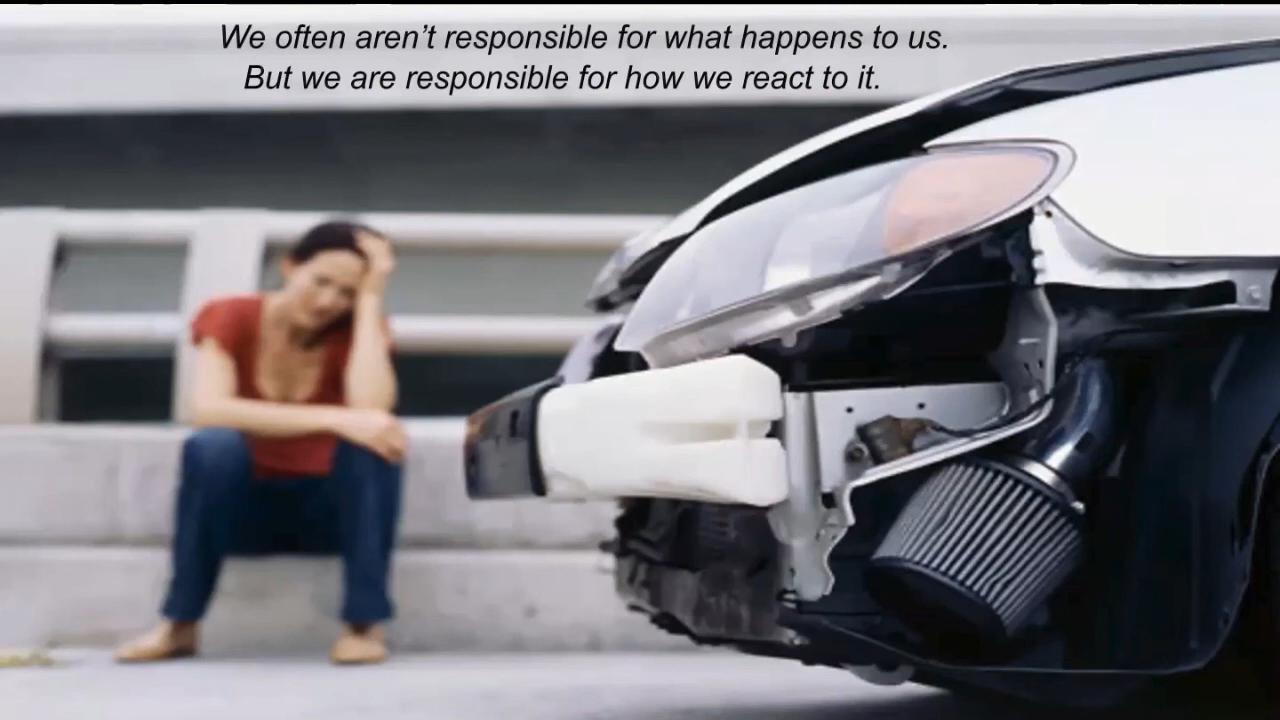 We often aren’t responsible for what happens to us.
But we are responsible for how we react to it.